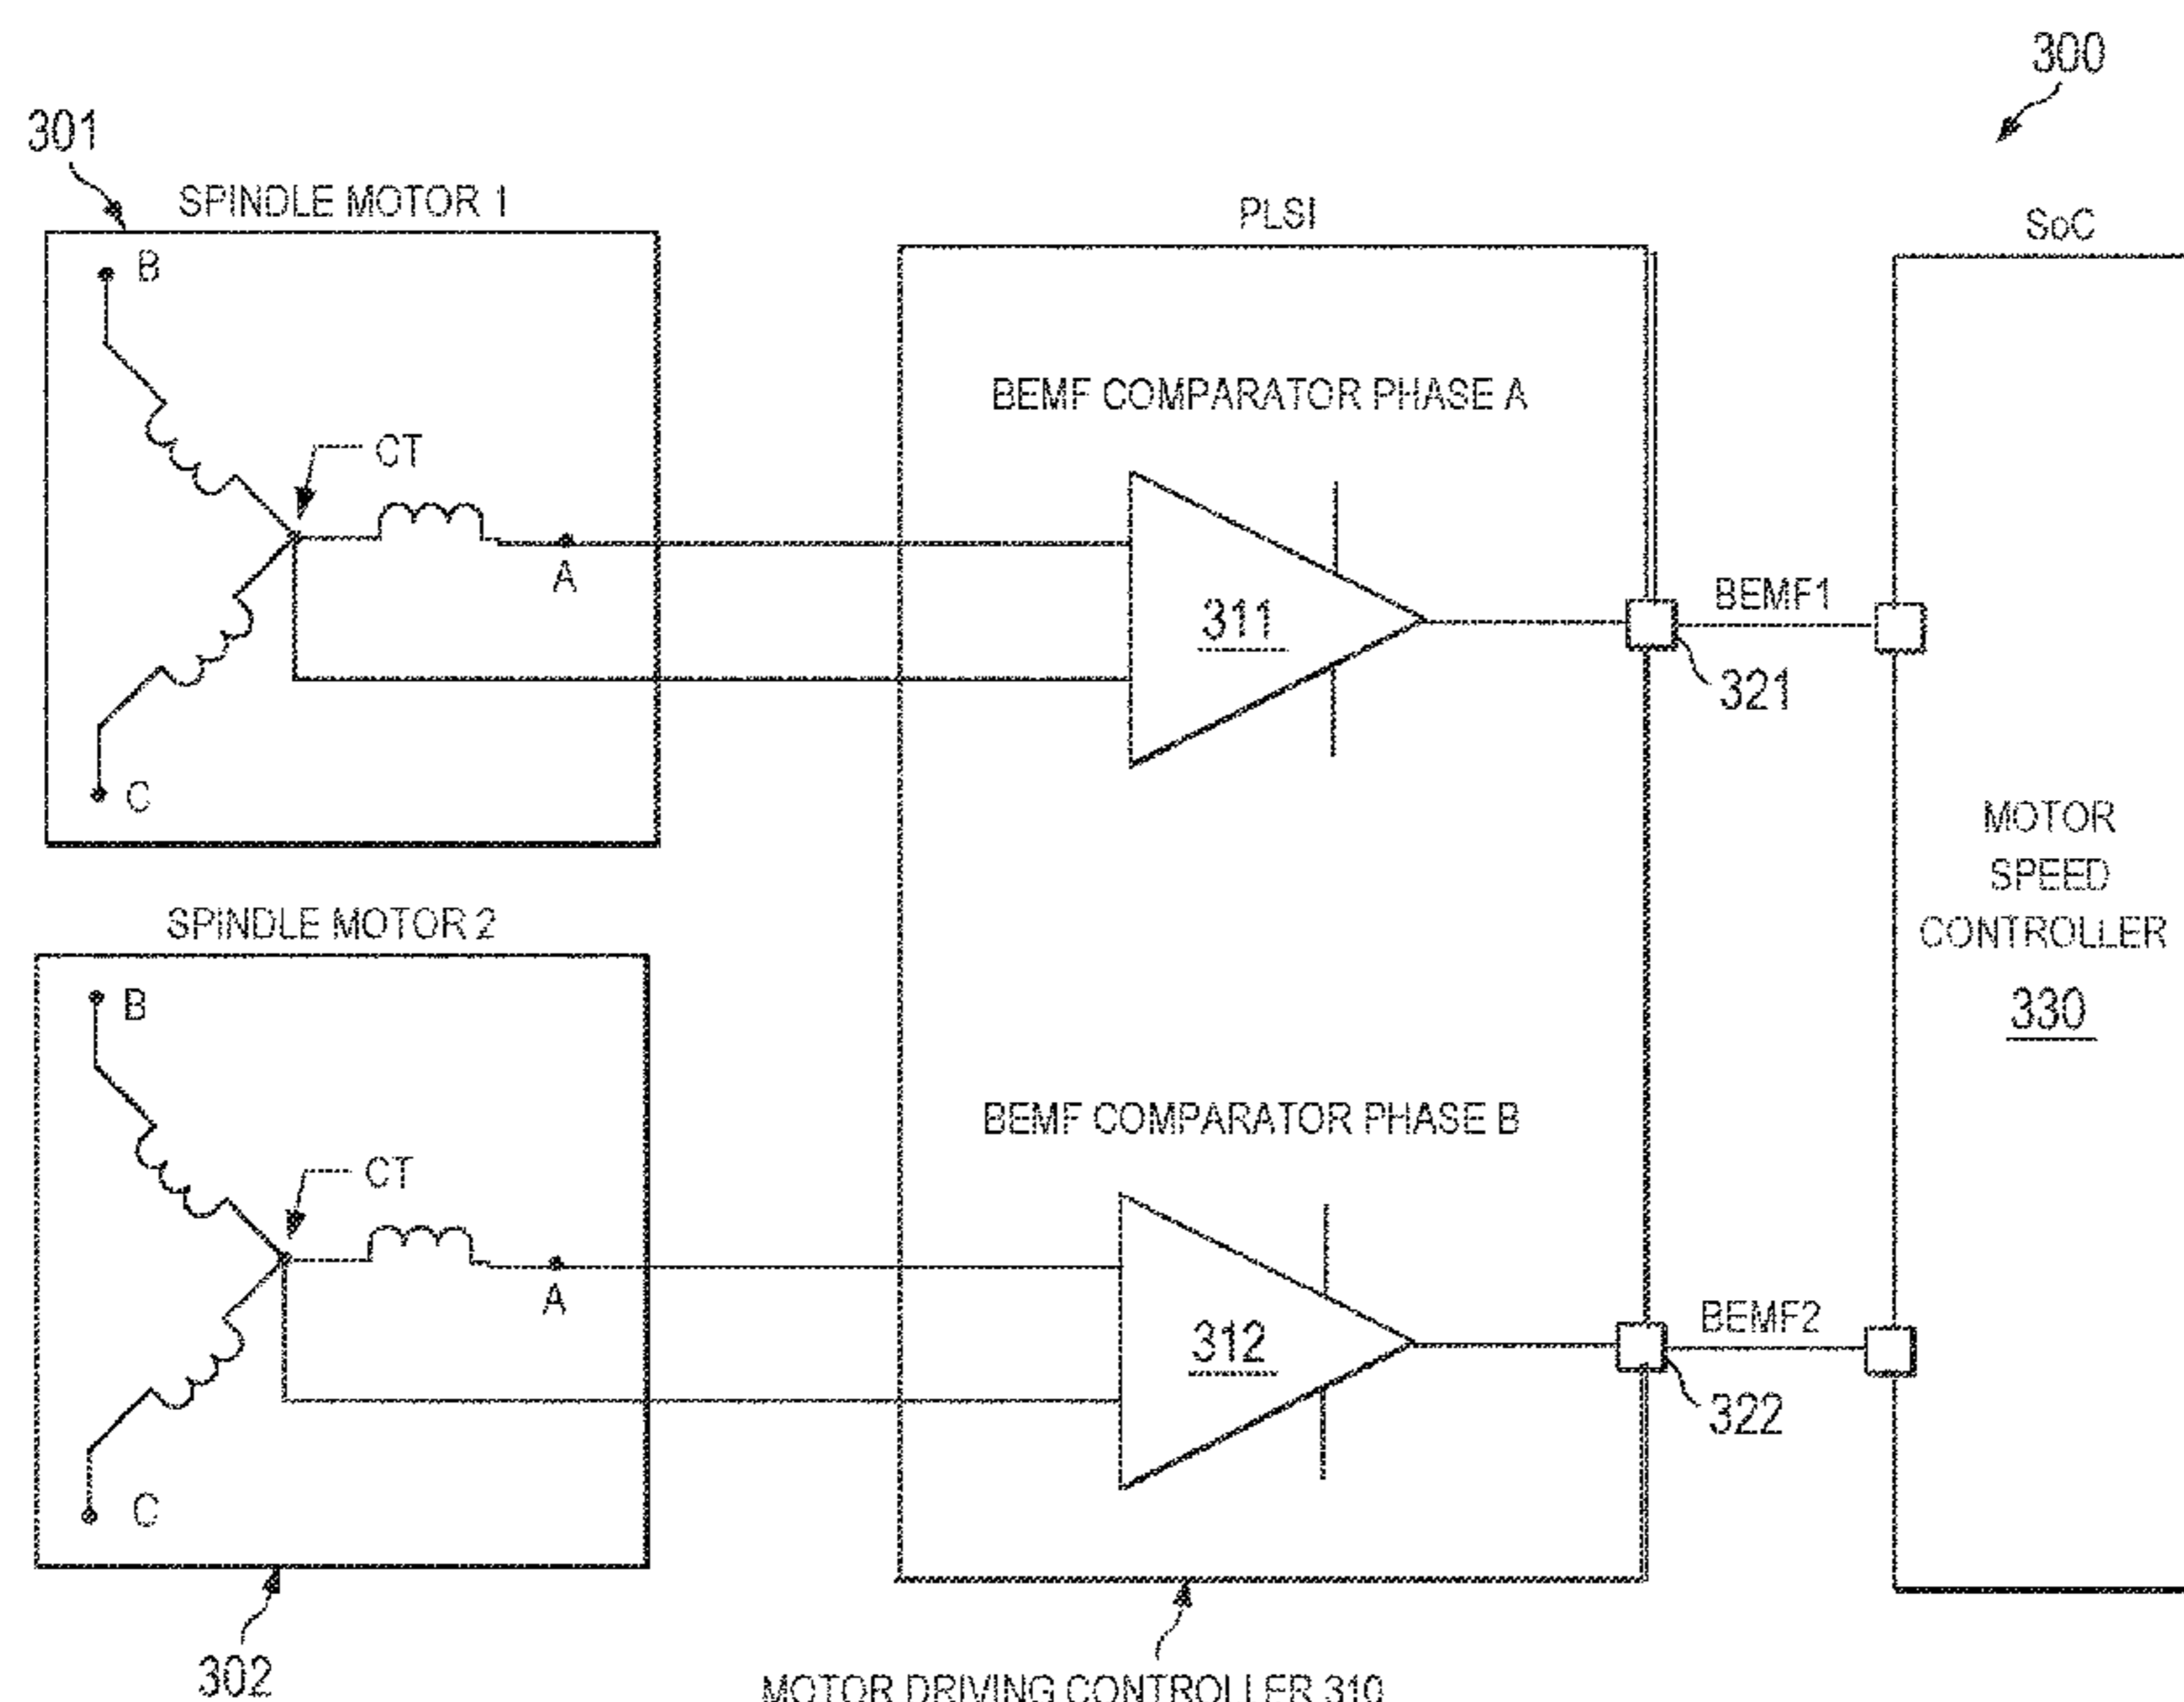 300
301
SPINDLE MOTOR 1
PLSI
SoC
B
BEMF COMPARATOR PHASE A
CT
A
311
BEMF1
321
C
MOTOR
SPEED
CONTROLLER
330
SPINDLE MOTOR 2
B
BEMF COMPARATOR PHASE B
CT
A
312
BEMF2
322
C
302
MOTOR DRIVING CONTROLLER 310